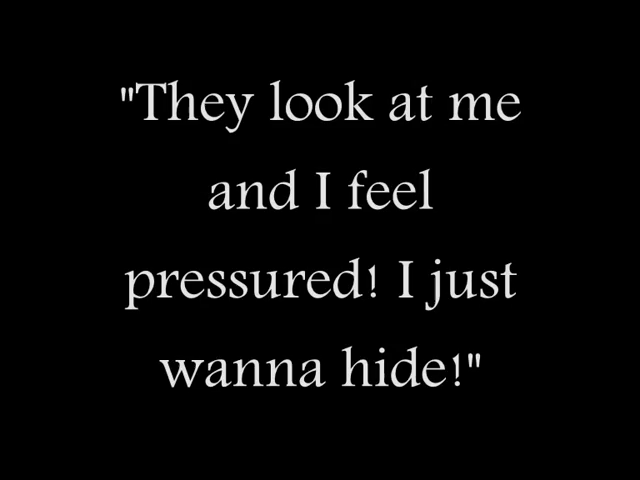 "They look at me
and I feel
pressured! I just
wanna hide!"